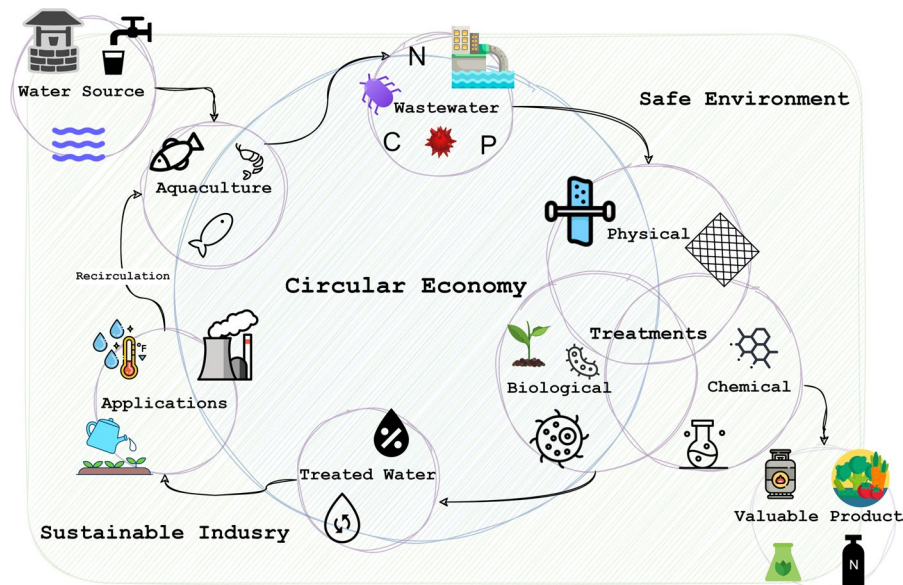 Water Source
N
Wastewater
C
P
Safe Environment
Aquaculture
Physical
Recirculation
Circular Economy
Treatments
°F
Biological
Chemical
Applications
%
Treated Water
Valuable Product
Sustainable Indusry
N